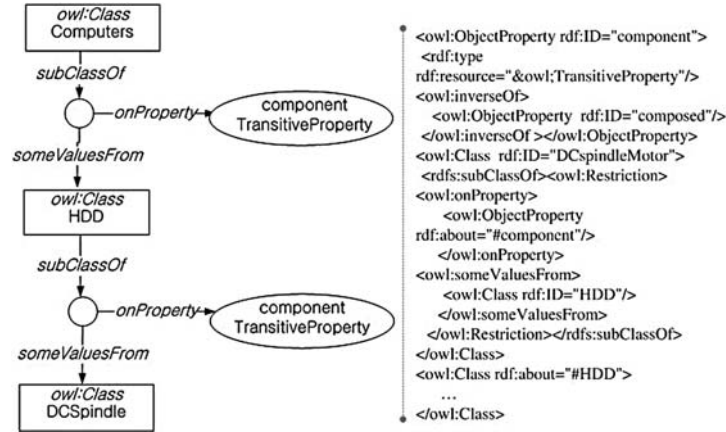 owl:Class
Computers
subClassOf
onProperty
component
TransitiveProperty
someValuesFrom
owl:Class
HDD
subClassOf
onProperty
component
TransitiveProperty
someValuesFrom
owl:Class
DCSpindle
<owl:ObjectProperty rdf:ID="component">
<rdf:type
rdf:resource="&owl;TransitiveProperty"/>
<owl:inverseOf>
<owl:ObjectProperty rdf:ID="composed"/>
</owl:inverseOf ></owl:ObjectProperty>
<owl:Class rdf:ID="DCspindleMotor">
<rdfs:subClassOf><owl:Restriction>
<owl:onProperty>
<owl:ObjectProperty
rdf:about="#component"/>
</owl:onProperty>
<owl:someValuesFrom>
<owl:Class rdf:ID="HDD"/>
</owl:someValuesFrom>
</owl:Restriction></rdfs:subClassOf>
</owl:Class>
<owl:Class rdf:about="#HDD">
...
</owl:Class>